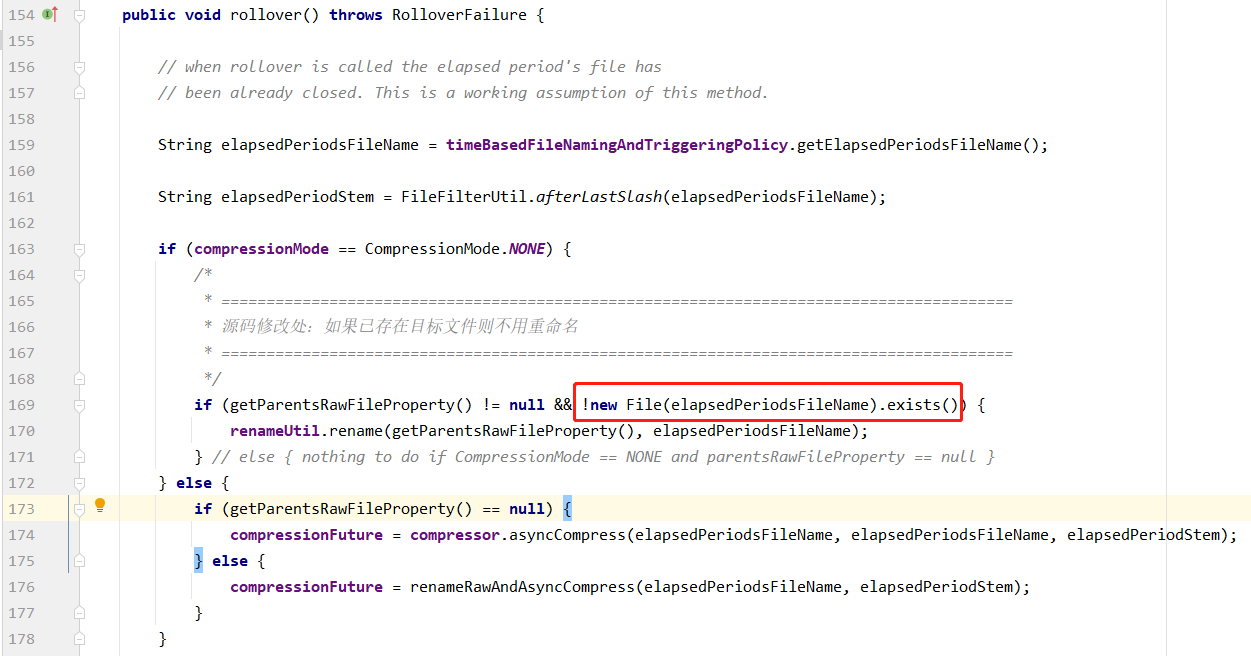 154 public void rollover() throws RolloverFailure {
155
156 // when rollover is called the elapsed period's file has
157 // been already closed. This is a working assumption of this method.
158
159 String elapsedPeriodsFileName = timeBasedFileNamingAndTriggeringPolicy.getElapsedPeriodsFileName();
160
161 String elapsedPeriodStem = FileFilterUtil.afterLastSlash(elapsedPeriodsFileName);
162
163 if (compressionMode == CompressionMode.NONE) {
164 /*
165 * ========================================================================================
166 * 源码修改处：如果已存在目标文件则不用重命名
167 * ========================================================================================
168 */
169 if (getParentsRawFileProperty() != null && !new File(elapsedPeriodsFileName).exists()) {
170 renameUtil.rename(getParentsRawFileProperty(), elapsedPeriodsFileName);
171 } // else { nothing to do if CompressionMode == NONE and parentsRawFileProperty == null }
172 } else {
173 if (getParentsRawFileProperty() == null) {
174 compressionFuture = compressor.asyncCompress(elapsedPeriodsFileName, elapsedPeriodsFileName, elapsedPeriodStem);
175 } else {
176 compressionFuture = renameRawAndAsyncCompress(elapsedPeriodsFileName, elapsedPeriodStem);
177 }
178 }